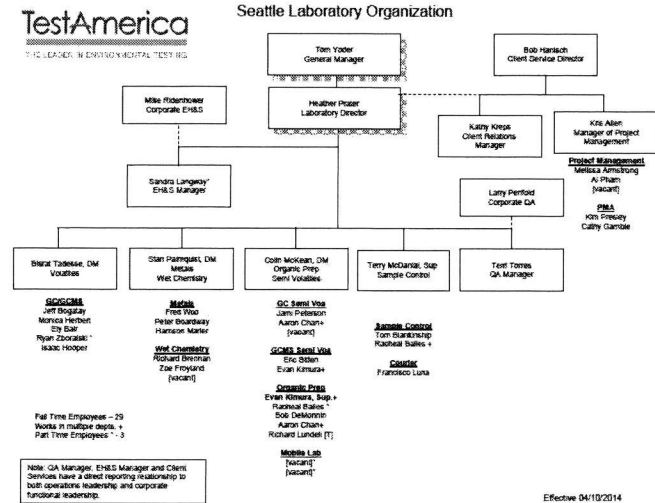 TestAmerica
THE LEADER IN ENVIRONMENTAL TESTING
Seattle Laboratory Organization
Tom Yoder
General Manager
Bob Hanisch
Client Service Director
Mike Ridenhower
Corporate EH&S
Heather Prater
Laboratory Director
Kathy Kreps
Client Relations
Manager
Kris Allen
Manager of Project
Management
Project Management
Melissa Armstrong
Al Pham
[vacant]
PMA
Kim Presley
Cathy Gamble
Sandra Langway*
EH&S Manager
Larry Penfold
Corporate QA
Bisrat Tadesse, DM
Volatiles
Stan Palmquist, DM
Metals
Wet Chemistry
Colin McKean, DM
Organic Prep
Semi Volatiles
Terry McDanial, Sup
Sample Control
Terri Torres
QA Manager
GC/GCMS
Jeff Bogatay
Monica Herbert
Ely Bair
Ryan Zboralski *
Isaac Hooper
Metals
Fred Woo
Peter Boardway
Harrison Marler
Wet Chemistry
Richard Brennan
Zoe Froyland
[vacant]
GC Semi Voa
Jami Peterson
Aaron Chan+
[vacant]
GCMS Semi Voa
Eric
Evan Kimura+
Organic Prep
Evan Kimura, Sup.+
Racheal Bailes *
Bob DeMonnin
Aaron Chan+
Richard Lundell [T]
Mobile Lab
[vacant]*
[vacant]*
Sample Control
Tom Blankinship
Racheal Bailes +
Courier
Francisco Luna
Full Time Employees – 29
Works in multiple depts. +
Part Time Employees * - 3
Note: QA Manager, EH&S Manager and Client
Services have a direct reporting relationship to
both operations leadership and corporate
functional leadership.
Effective 04/10/2014